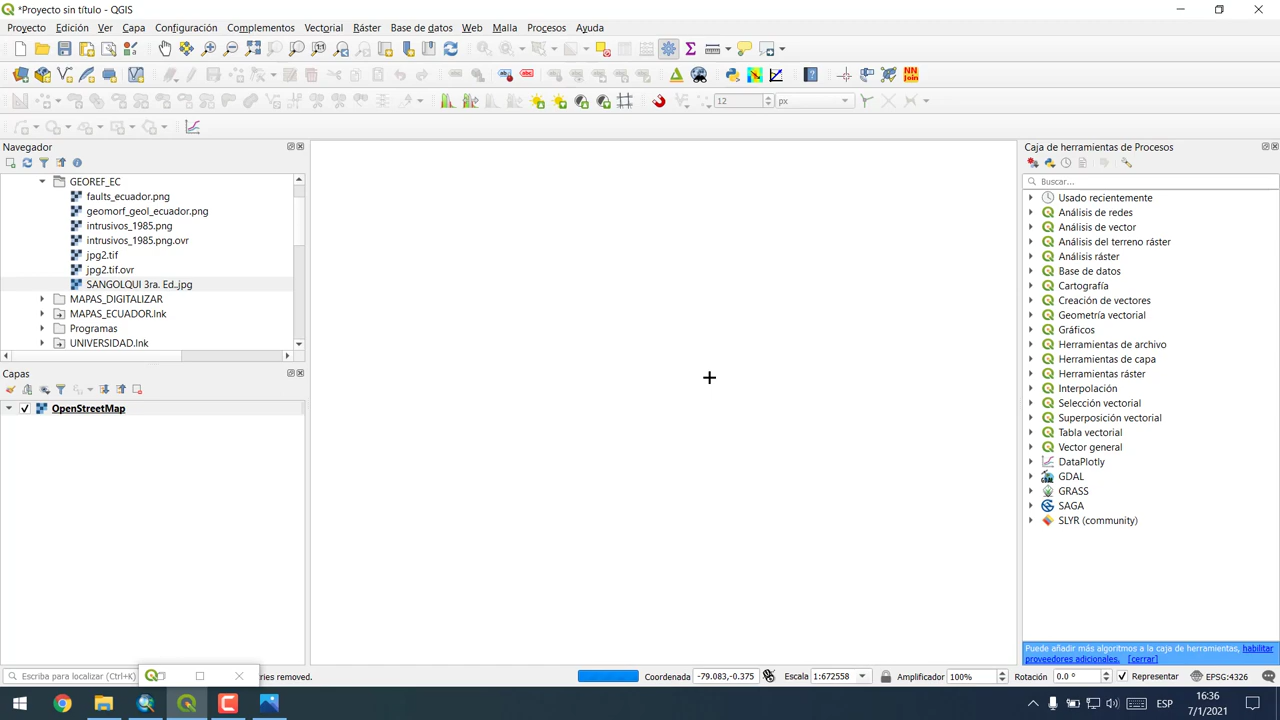 *Proyecto sin título - QGIS
Proyecto Edición Ver Capa Configuración Complementos Vectorial Ráster Base de datos Web Malla Procesos Ayuda
abc abc
NN Join
12 px
Navegador
GEOREF_EC
faults_ecuador.png
geomorf_geol_ecuador.png
intrusivos_1985.png
intrusivos_1985.png.ovr
jpg2.tif
jpg2.tif.ovr
SANGOLQUI 3ra. Ed..jpg
MAPAS_DIGITALIZAR
MAPAS_ECUADOR.lnk
Programas
UNIVERSIDAD.lnk
Capas
OpenStreetMap
Caja de herramientas de Procesos
Buscar...
Usado recientemente
Análisis de redes
Análisis de vector
Análisis del terreno ráster
Análisis ráster
Base de datos
Cartografía
Creación de vectores
Geometría vectorial
Gráficos
Herramientas de archivo
Herramientas de capa
Herramientas ráster
Interpolación
Selección vectorial
Superposición vectorial
Tabla vectorial
Vector general
DataPlotly
GDAL
GRASS
SAGA
SLYR (community)
Puede añadir más algoritmos a la caja de herramientas, habilitar
proveedores adicionales. [cerrar]
Escriba para localizar (Ctrl+K) ries removed. Coordenada -79.083,-0.375 Escala 1:672558 Amplificador 100% Rotación 0.0 ° Representar EPSG:4326
ESP
16:36
7/1/2021